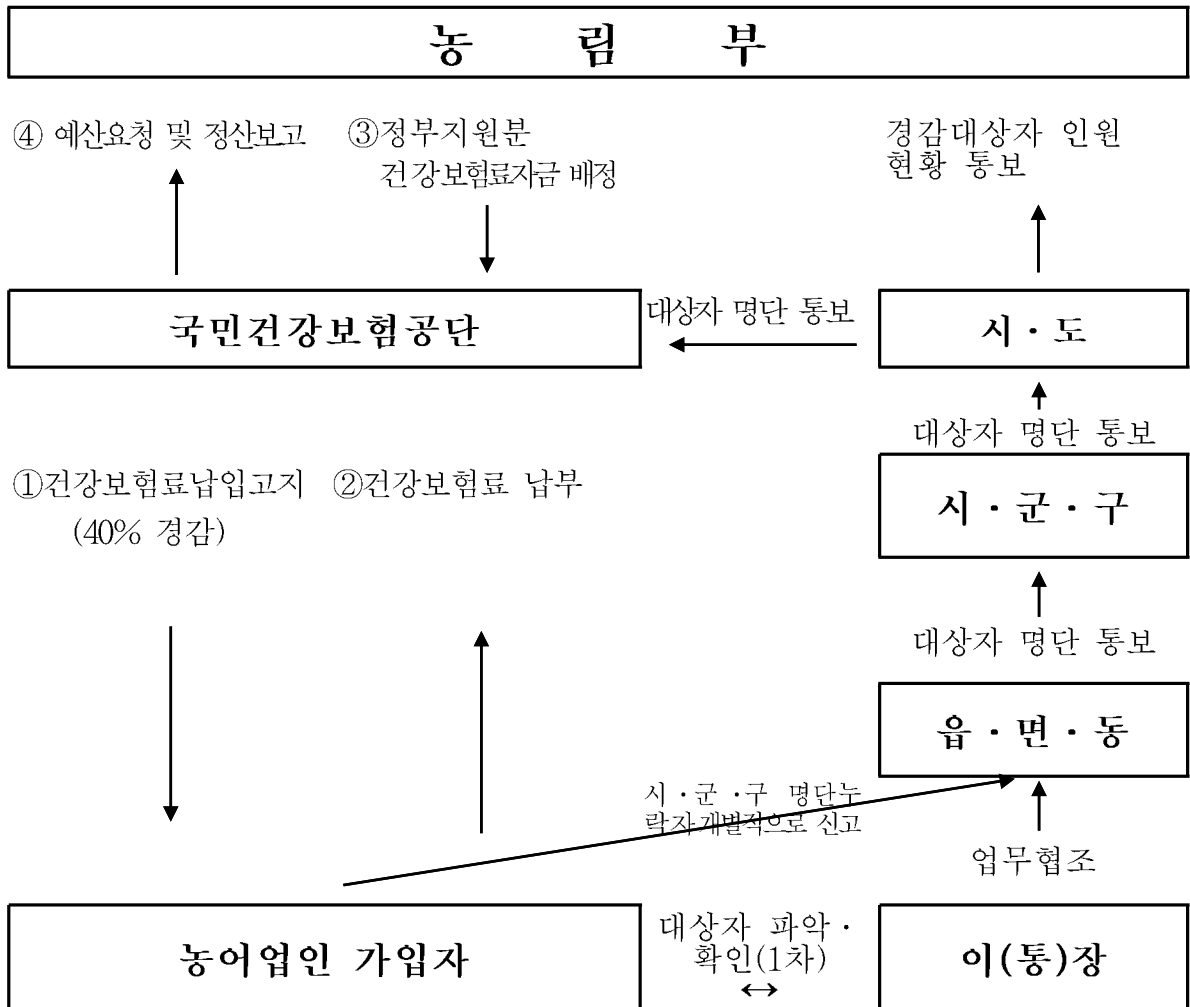 농 림 부
④ 예산요청 및 정산보고
③정부지원분
건강보험료자금 배정
경감대상자 인원
현황 통보
국민건강보험공단
대상자 명단 통보
시·도
대상자 명단 통보
①건강보험료납입고지
(40% 경감)
②건강보험료 납부
시·군·구
대상자 명단 통보
읍·면·동
시·군·구 명단누
락자개별적으로 신고
업무협조
농어업인 가입자
대상자 파악·
확인(1차)
이(통)장